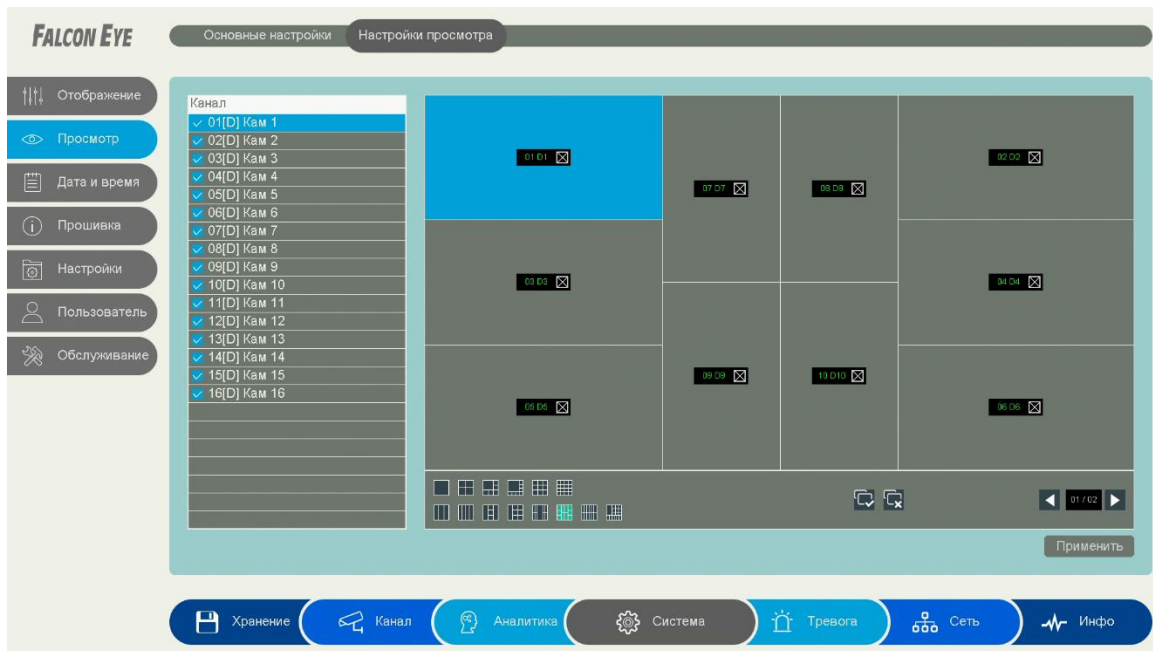 FALCON EYE
Основные настройки
Настройки просмотра
Отображение
Просмотр
Дата и время
Прошивка
Настройки
Пользователь
Обслуживание
Канал
01[D] Кам 1
02[D] Кам 2
03[D] Кам 3
04[D] Кам 4
05[D] Кам 5
06[D] Кам 6
07[D] Кам 7
08[D] Кам 8
09[D] Кам 9
10[D] Кам 10
11[D] Кам 11
12[D] Кам 12
13[D] Кам 13
14[D] Кам 14
15[D] Кам 15
16[D] Кам 16
01 D1
02 D2
07 D7
08 D8
03 D3
04 D4
09 D9
10 D10
05 D5
06 D6
01 / 02
Применить
Хранение
Канал
Аналитика
Система
Тревога
Сеть
Инфо